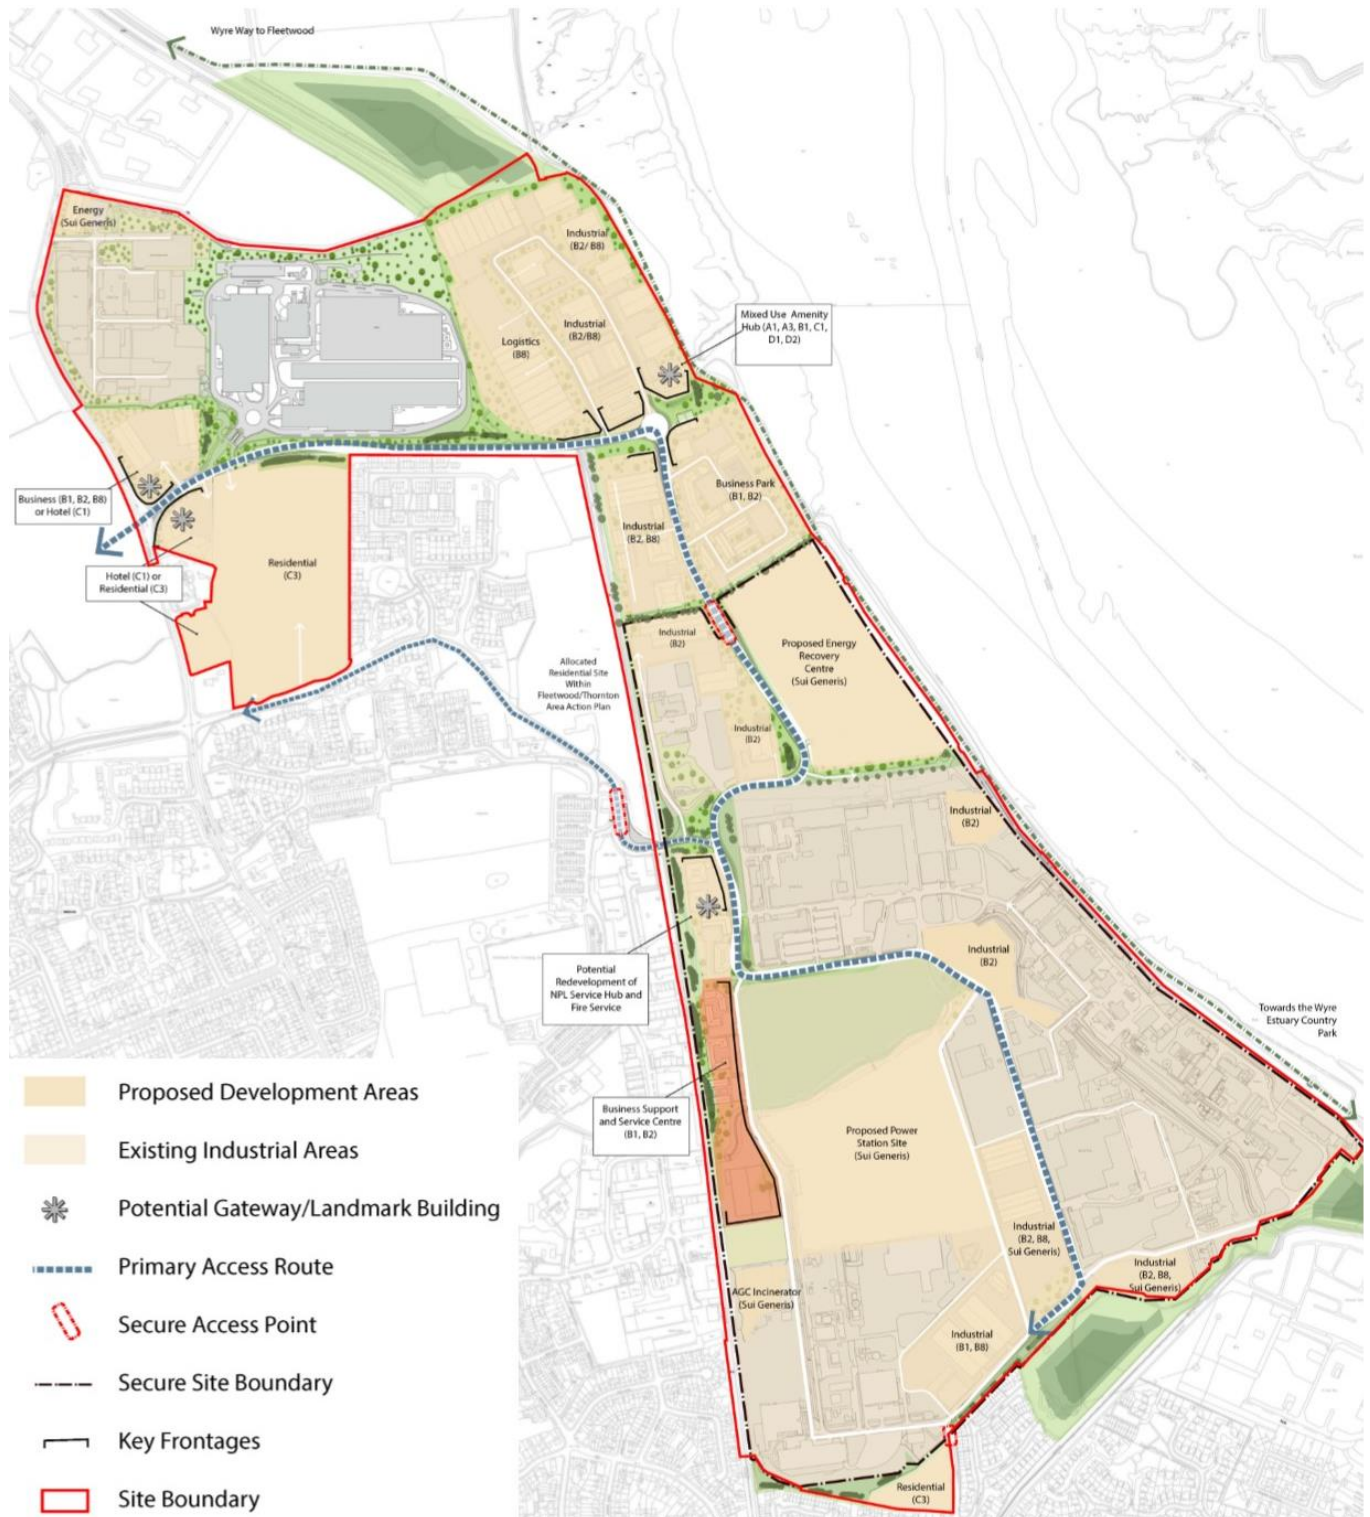 Wyre Way to Fleetwood
Energy
(Sui Generis)
Industrial
(B2/ B8)
Mixed Use Amenity
Hub (A1, A3, B1, C1,
D1, D2)
Industrial
(B2/B8)
Logistics
(B8)
Business (B1, B2, B8)
or Hotel (C1)
Business Park
(B1, B2)
Industrial
(B2, B8)
Hotel (C1) or
Residential (C3)
Residential
(C3)
Industrial
(B2)
Proposed Energy
Recovery
Centre
(Sui Generis)
Allocated
Residential Site
Within
Fleetwood/Thornton
Area Action Plan
Industrial
(B2)
Industrial
(B2)
Industrial
(B2)
Potential
Redevelopment of
NPL Service Hub and
Fire Service
Towards the Wyre
Estuary Country
Park
Business Support
and Service Centre
(B1, B2)
Proposed Power
Station Site
(Sui Generis)
Industrial
(B2, B8,
Sui Generis)
Industrial
(B2, B8,
Sui Generis)
AGC Incinerator
(Sui Generis)
Industrial
(B1, B8)
Residential
(C3)
Proposed Development Areas
Existing Industrial Areas
Potential Gateway/Landmark Building
Primary Access Route
Secure Access Point
Secure Site Boundary
Key Frontages
Site Boundary